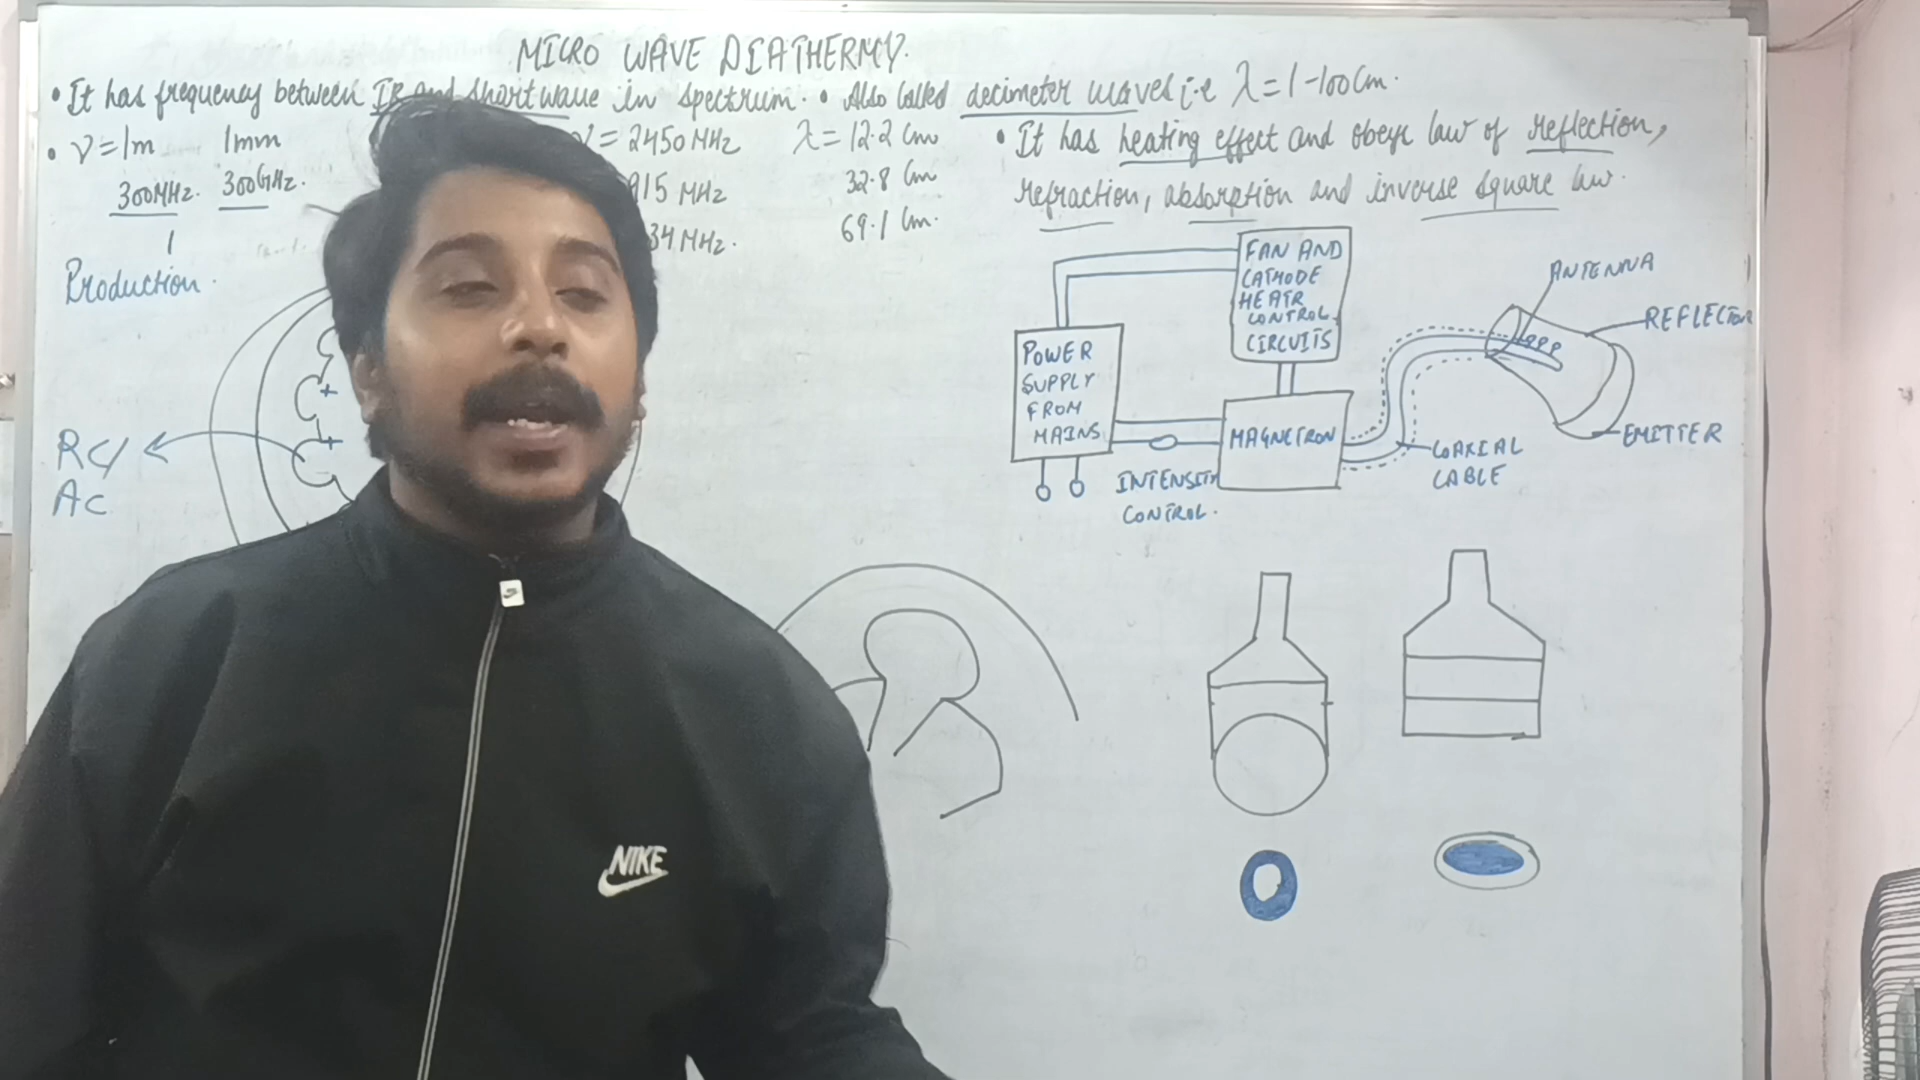 MICRO WAVE DIATHERMY.
• It has frequency between IR and shortwave in spectrum. • Also called decimeter waves i.e λ = 1-100 Cm.
• ν = 1m 1mm
300MHz. 300GHz.
ν = 2450 MHz λ = 12.2 Cm
915 MHz 32.8 Cm
34 MHz. 69.1 Cm.
• It has heating effect and obeys law of reflection,
refraction, absorption and inverse square law.
Production.
RC/
AC
FAN AND
CATHODE
HEATR
CONTROL
CIRCUITS
POWER
SUPPLY
FROM
MAINS
INTENSITY
CONTROL.
MAGNETRON
ANTENNA
REFLECTOR
EMITTER
COAXIAL
CABLE
NIKE